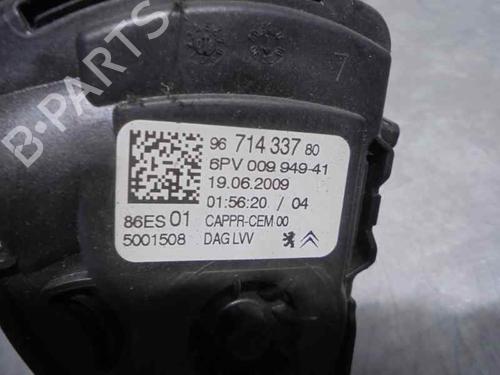 B-PARTS
7
96 714 337 80
6PV 009 949-41
19.06.2009
01:56:20 / 04
86ES 01 CAPPR-CEM 00
5001508 DAG LVV